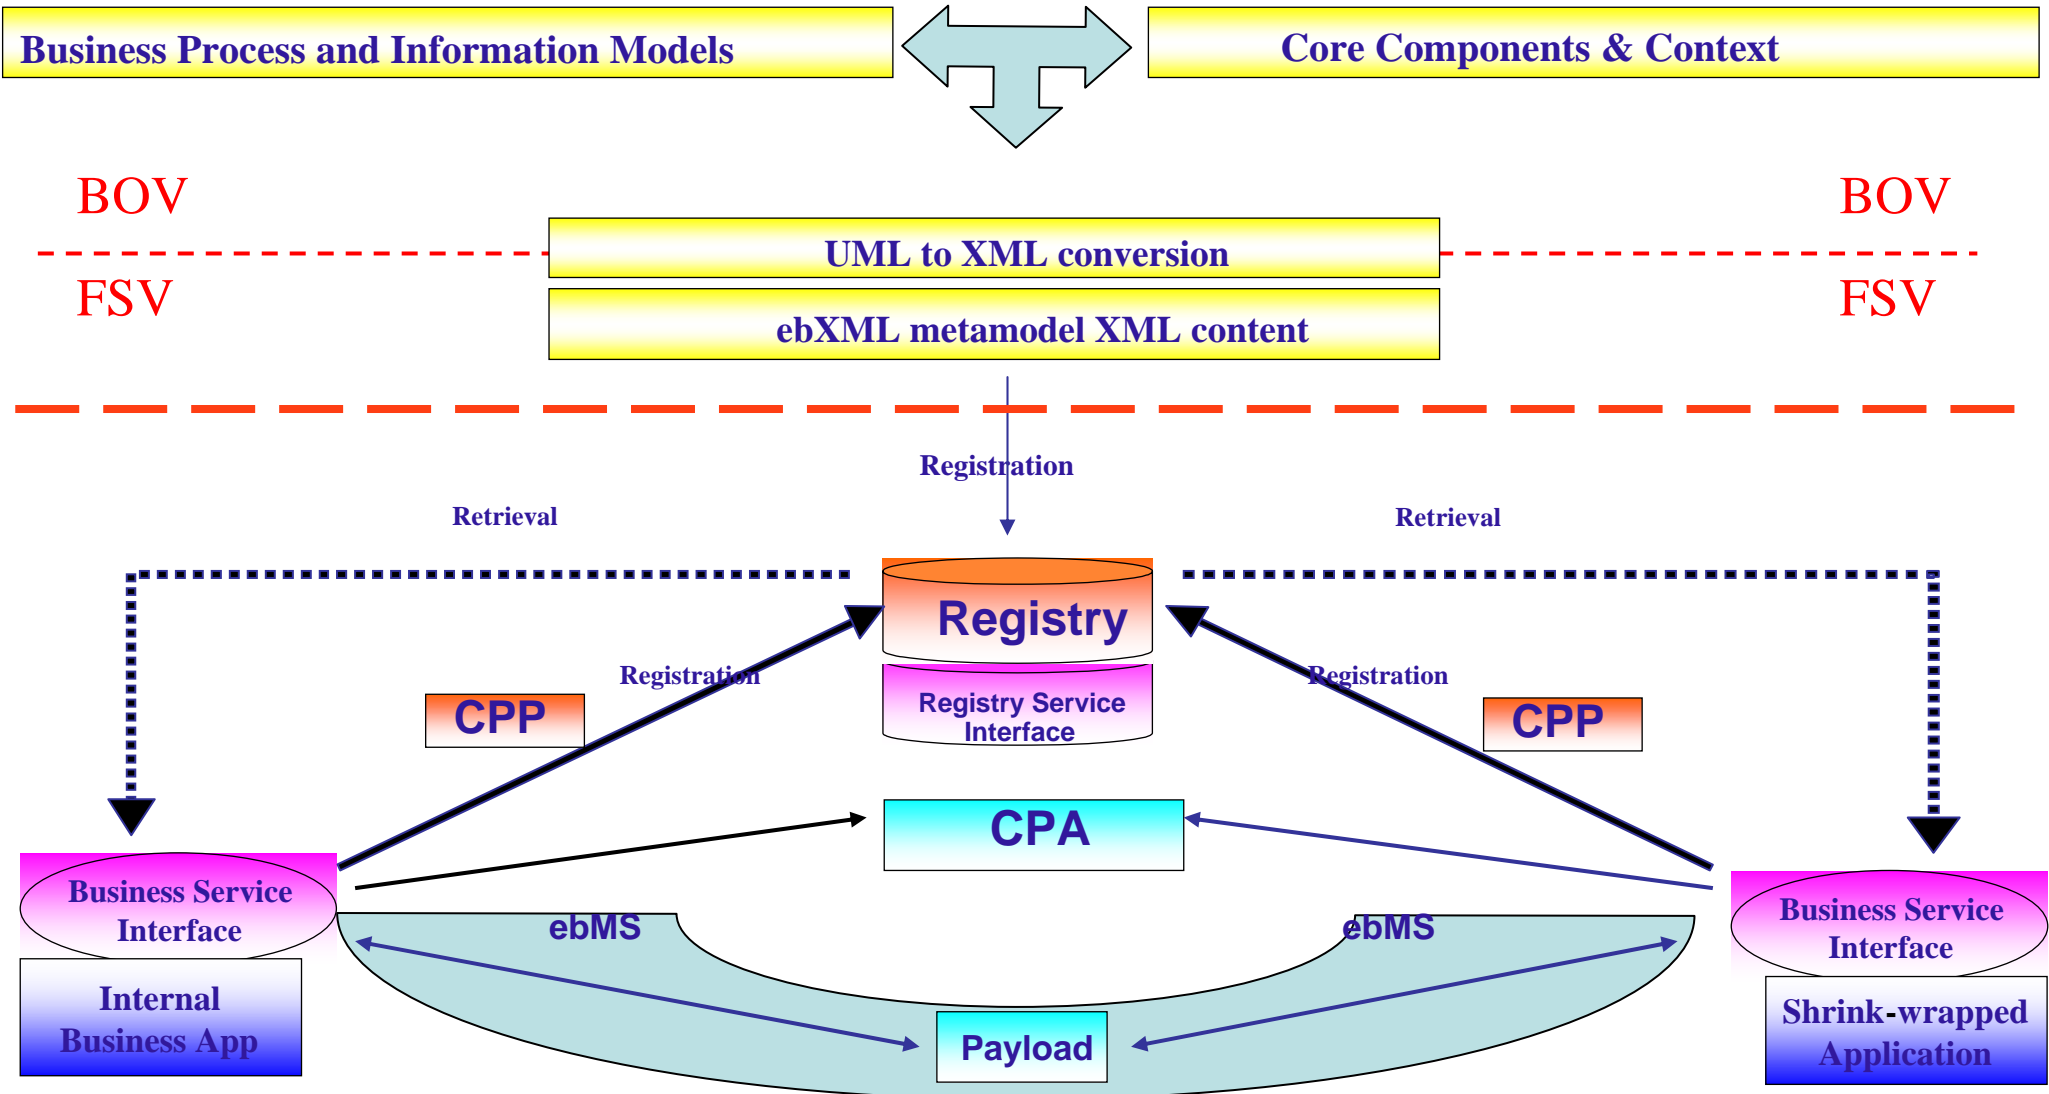 Business Process and Information Models
Core Components & Context
BOV
BOV
UML to XML conversion
FSV
FSV
ebXML metamodel XML content
Registration
Retrieval
Retrieval
Registry
Registration
Registration
CPP
Registry Service
Interface
CPP
CPA
Business Service
Interface
ebMS
ebMS
Business Service
Interface
Internal
Business App
Payload
Shrink-wrapped
Application